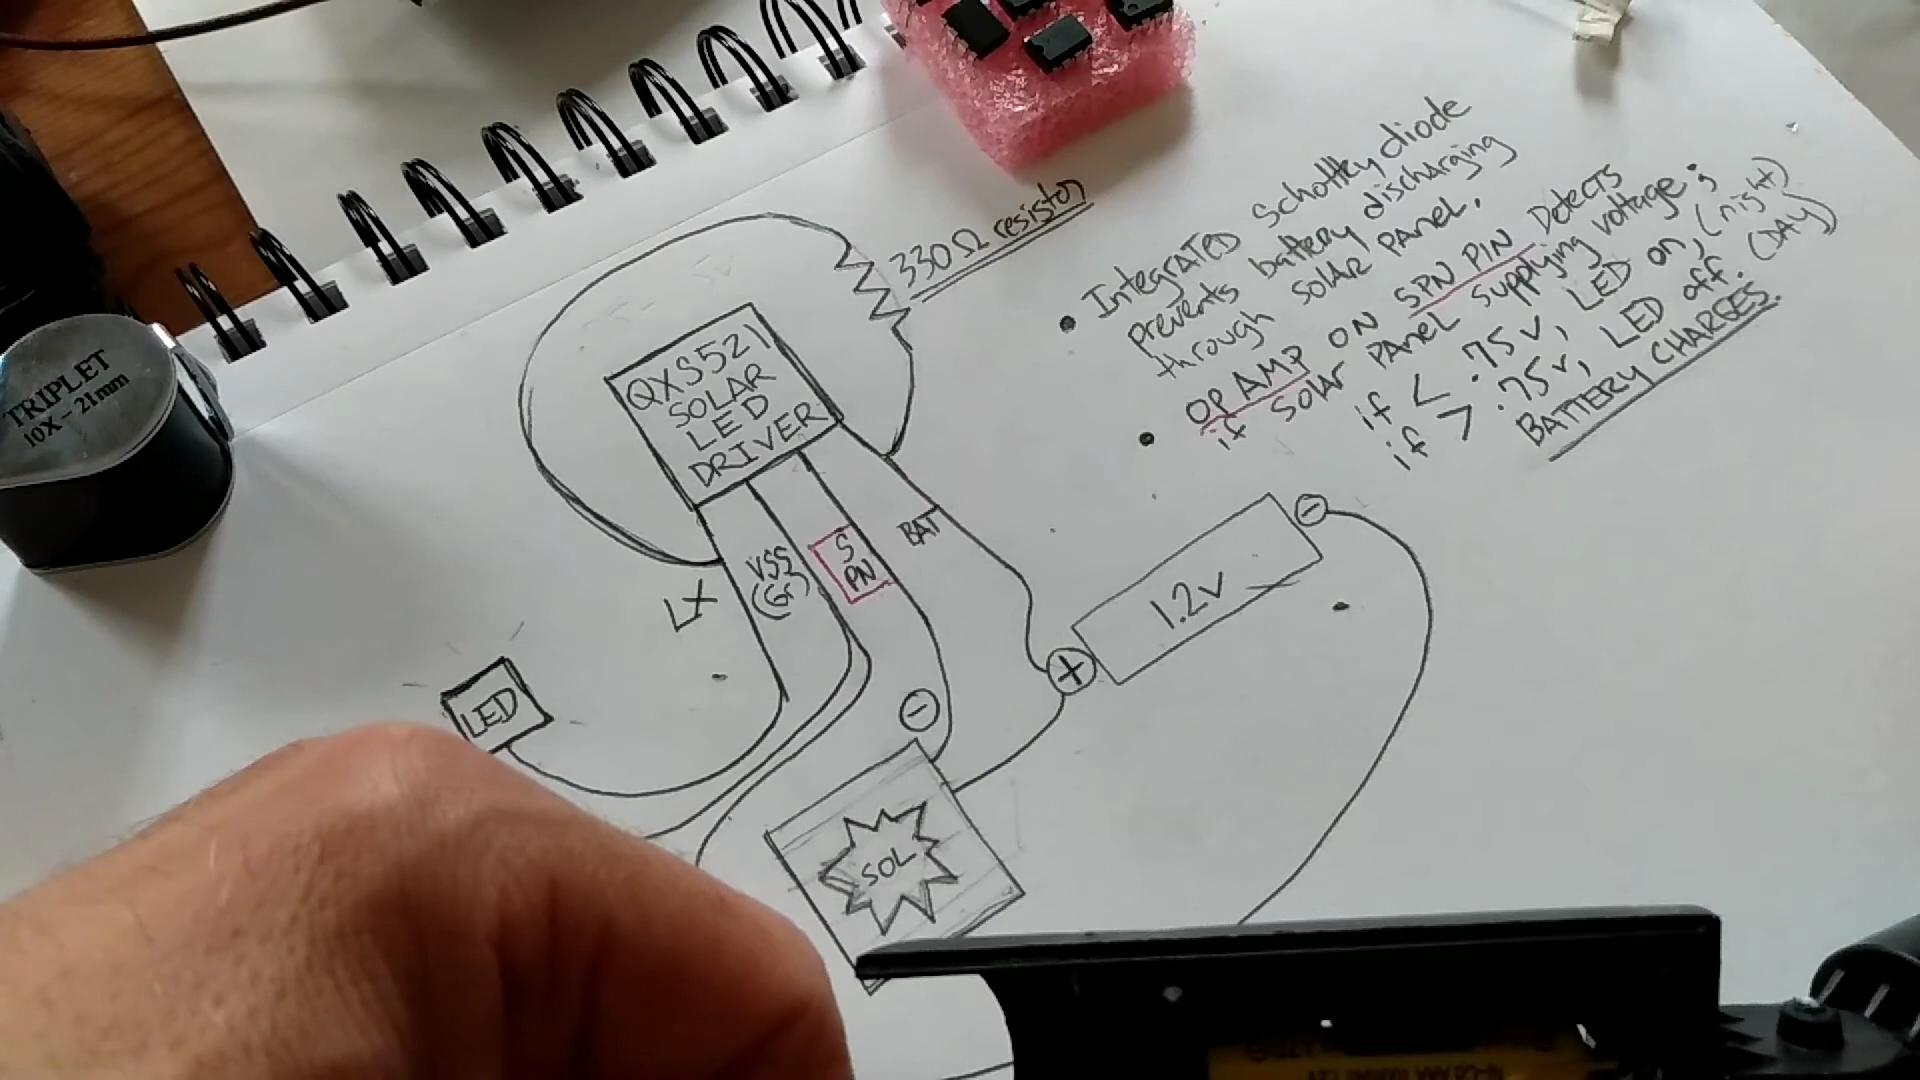 TRIPLET
10X - 21mm
330Ω resistor
QXS521
SOLAR
LED
DRIVER
LX
VSS
(Gr)
S
PN
BAT
LED
−
+
−
1.2v
SOL
• Integrated Schottky diode
prevents battery discharging
through SOLAR PANEL.
• OP AMP ON SPN PIN Detects
if SOLAR PANEL supplying voltage;
if < .75v, LED on, (night)
if > .75v, LED off. (DAY)
BATTERY CHARGES.